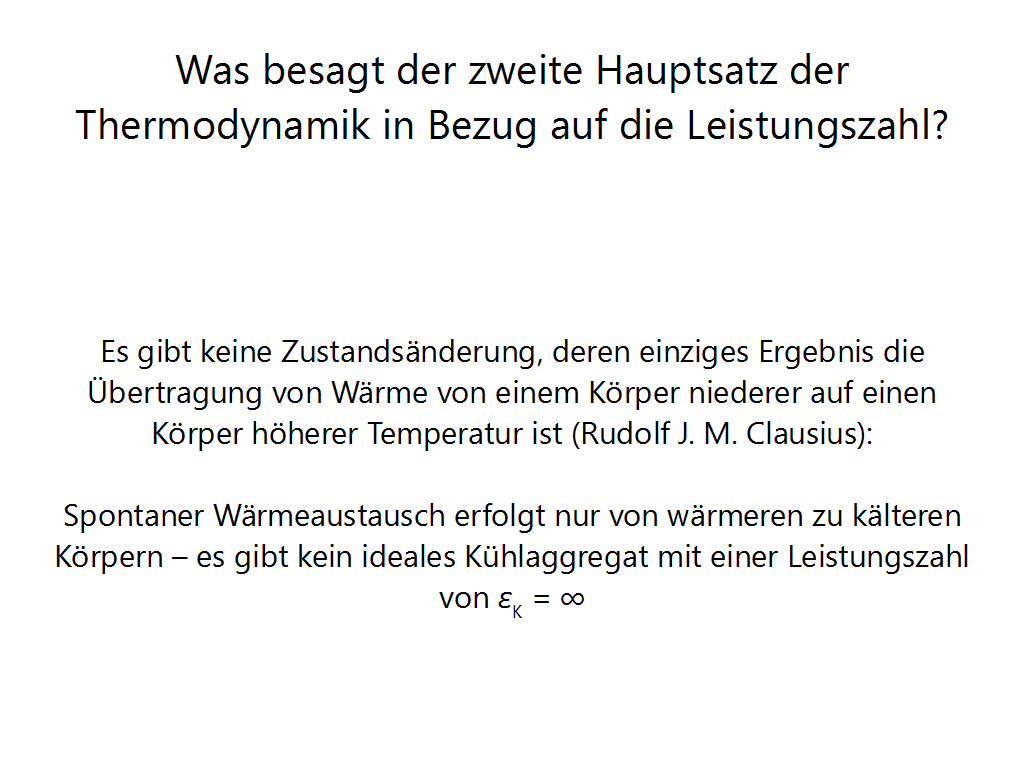 Was besagt der zweite Hauptsatz der
Thermodynamik in Bezug auf die Leistungszahl?
Es gibt keine Zustandsänderung, deren einziges Ergebnis die
Übertragung von Wärme von einem Körper niederer auf einen
Körper höherer Temperatur ist (Rudolf J. M. Clausius):
Spontaner Wärmeaustausch erfolgt nur von wärmeren zu kälteren
Körpern – es gibt kein ideales Kühlaggregat mit einer Leistungszahl
von εK = ∞